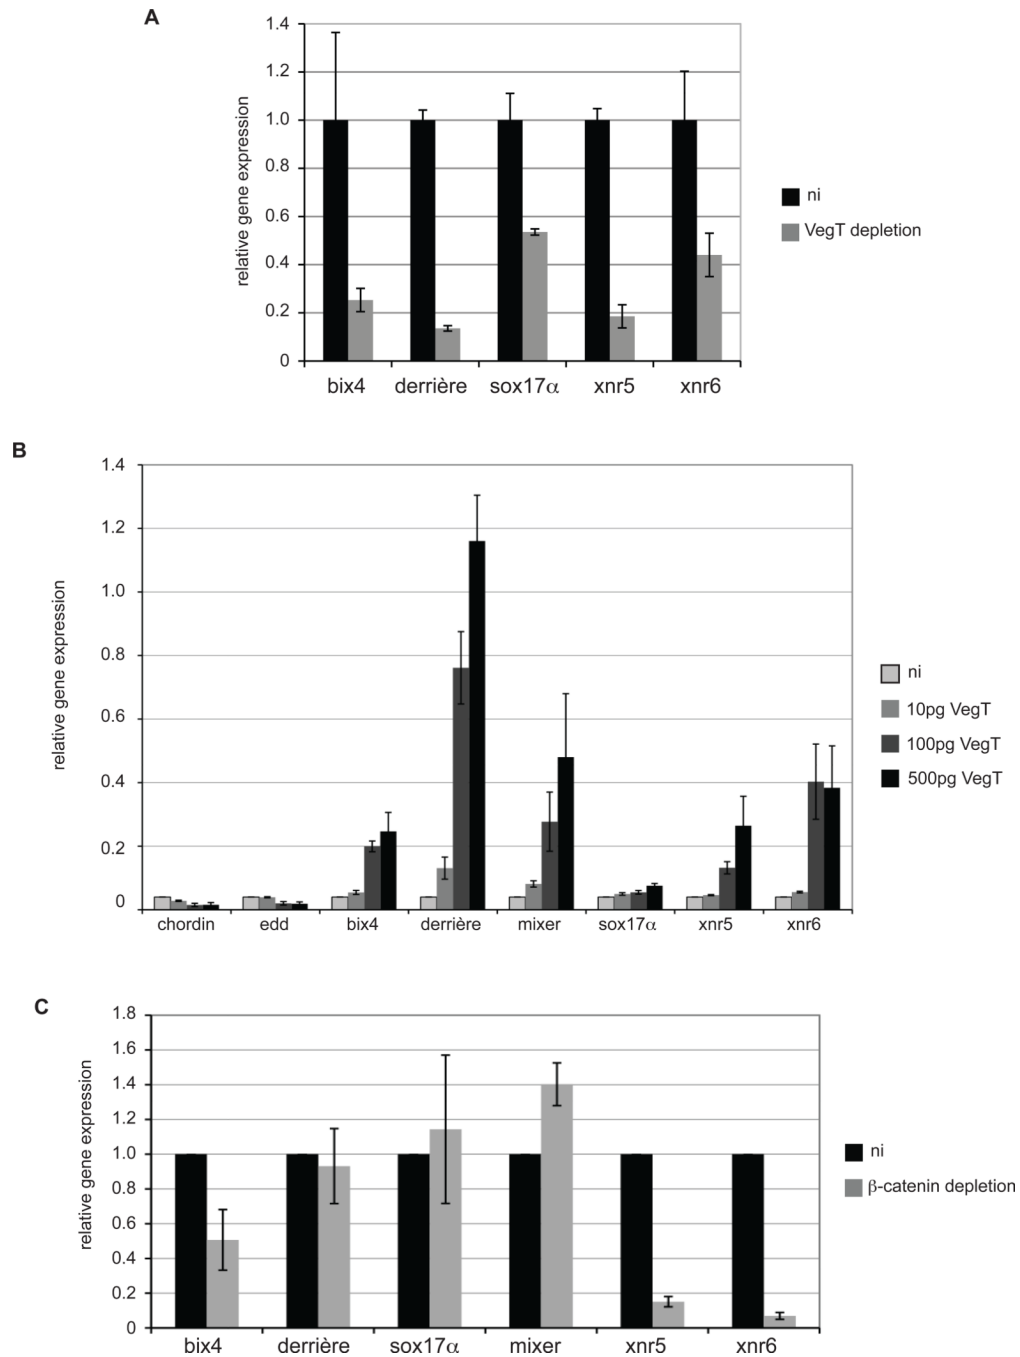 A
relative gene expression
1.4
1.2
1.0
0.8
0.6
0.4
0.2
0
bix4 derrière sox17α xnr5 xnr6
ni
VegT depletion
B
relative gene expression
1.4
1.2
1.0
0.8
0.6
0.4
0.2
0
chordin edd bix4 derrière mixer sox17α xnr5 xnr6
ni
10pg VegT
100pg VegT
500pg VegT
C
relative gene expression
1.8
1.6
1.4
1.2
1.0
0.8
0.6
0.4
0.2
0
bix4 derrière sox17α mixer xnr5 xnr6
ni
β-catenin depletion